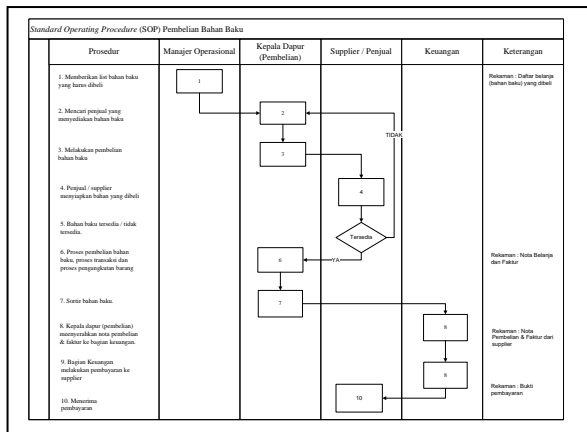 Standard Operating Procedure (SOP) Pembelian Bahan Baku
Prosedur
Manajer Operasional
Kepala Dapur
(Pembelian)
Supplier / Penjual
Keuangan
Keterangan
1. Memberikan list bahan baku
yang harus dibeli
1
Rekaman : Daftar belanja
(bahan baku) yang dibeli
2. Mencari penjual yang
menyediakan bahan baku
2
TIDAK
3. Melakukan pembelian
bahan baku
3
4. Penjual / supplier
menyiapkan bahan yang dibeli
4
5. Bahan baku tersedia / tidak
tersedia.
Tersedia
6. Proses pembelian bahan
baku, proses transaksi dan
proses pengangkutan barang
6
YA
Rekaman : Nota Belanja
dan Faktur
7. Sortir bahan baku.
7
8. Kepala dapur (pembelian)
menyerahkan nota pembelian
& faktur ke bagian keuangan.
8
Rekaman : Nota
Pembelian & Faktur dari
supplier
9. Bagian Keuangan
melakukan pembayaran ke
supplier
8
Rekaman : Bukti
pembayaran
10. Menerima
pembayaran
10